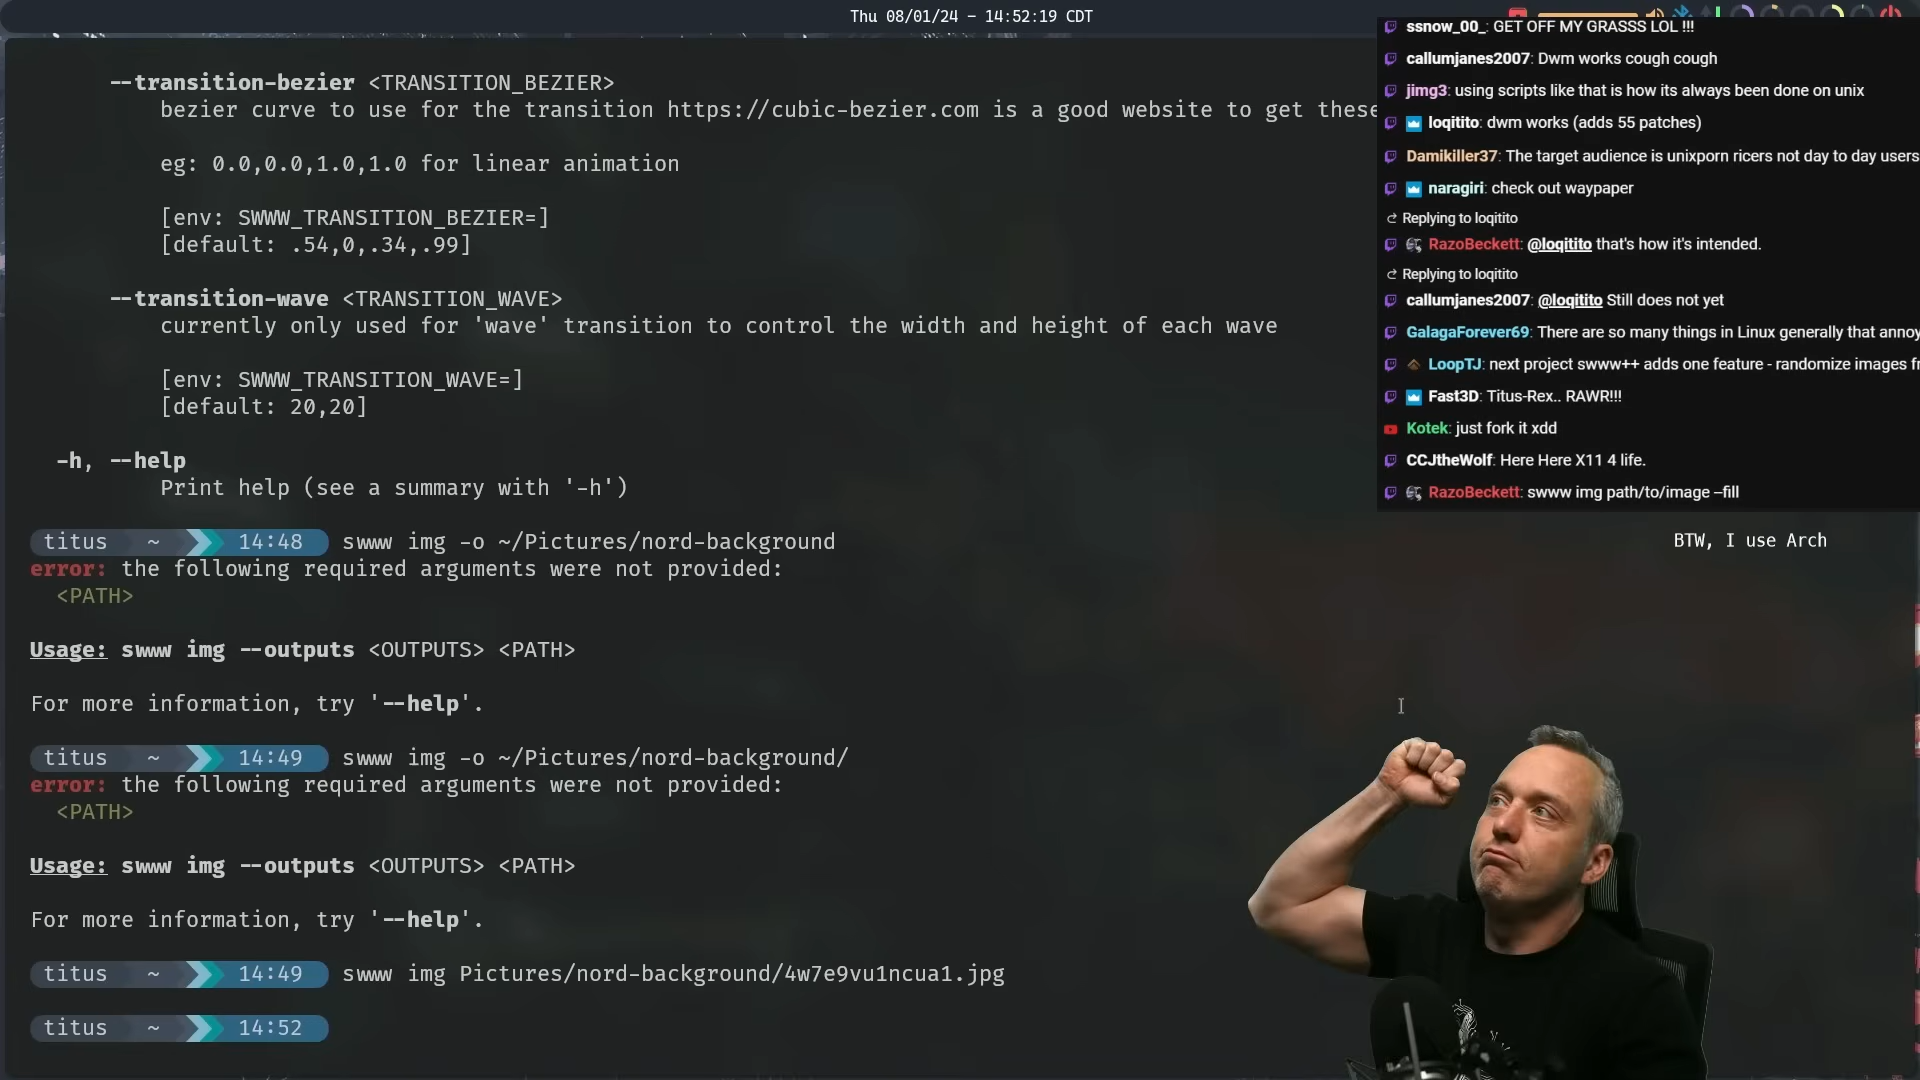 Thu 08/01/24 – 14:52:19 CDT
--transition-bezier <TRANSITION_BEZIER>
bezier curve to use for the transition https://cubic-bezier.com is a good website to get these
eg: 0.0,0.0,1.0,1.0 for linear animation
[env: SWWW_TRANSITION_BEZIER=]
[default: .54,0,.34,.99]
--transition-wave <TRANSITION_WAVE>
currently only used for 'wave' transition to control the width and height of each wave
[env: SWWW_TRANSITION_WAVE=]
[default: 20,20]
-h, --help
Print help (see a summary with '-h')
titus ~ 14:48 swww img -o ~/Pictures/nord-background
error: the following required arguments were not provided:
<PATH>
Usage: swww img --outputs <OUTPUTS> <PATH>
For more information, try '--help'.
titus ~ 14:49 swww img -o ~/Pictures/nord-background/
error: the following required arguments were not provided:
<PATH>
Usage: swww img --outputs <OUTPUTS> <PATH>
For more information, try '--help'.
titus ~ 14:49 swww img Pictures/nord-background/4w7e9vu1ncua1.jpg
titus ~ 14:52
ssnow_00_: GET OFF MY GRASSS LOL !!!
callumjanes2007: Dwm works cough cough
jimg3: using scripts like that is how its always been done on unix
loqitito: dwm works (adds 55 patches)
Damikiller37: The target audience is unixporn ricers not day to day users
naragiri: check out waypaper
Replying to loqitito
RazoBeckett: @loqitito that's how it's intended.
Replying to loqitito
callumjanes2007: @loqitito Still does not yet
GalagaForever69: There are so many things in Linux generally that annoy
LoopTJ: next project swww++ adds one feature - randomize images fr
Fast3D: Titus-Rex.. RAWR!!!
Kotek: just fork it xdd
CCJtheWolf: Here Here X11 4 life.
RazoBeckett: swww img path/to/image –fill
BTW, I use Arch